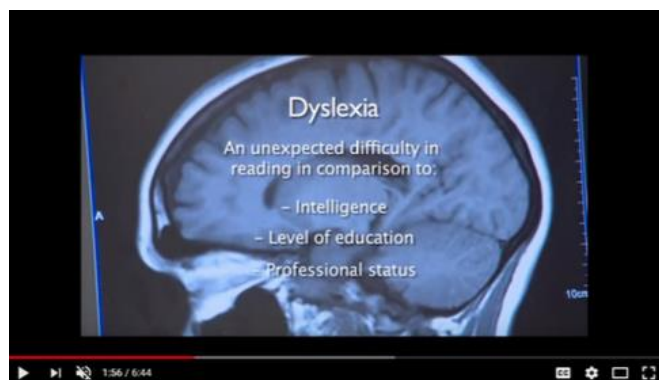 Dyslexia
An unexpected difficulty in
reading in comparison to:
– Intelligence
– Level of education
– Professional status
A
10cm
1:56 / 6:44
CC